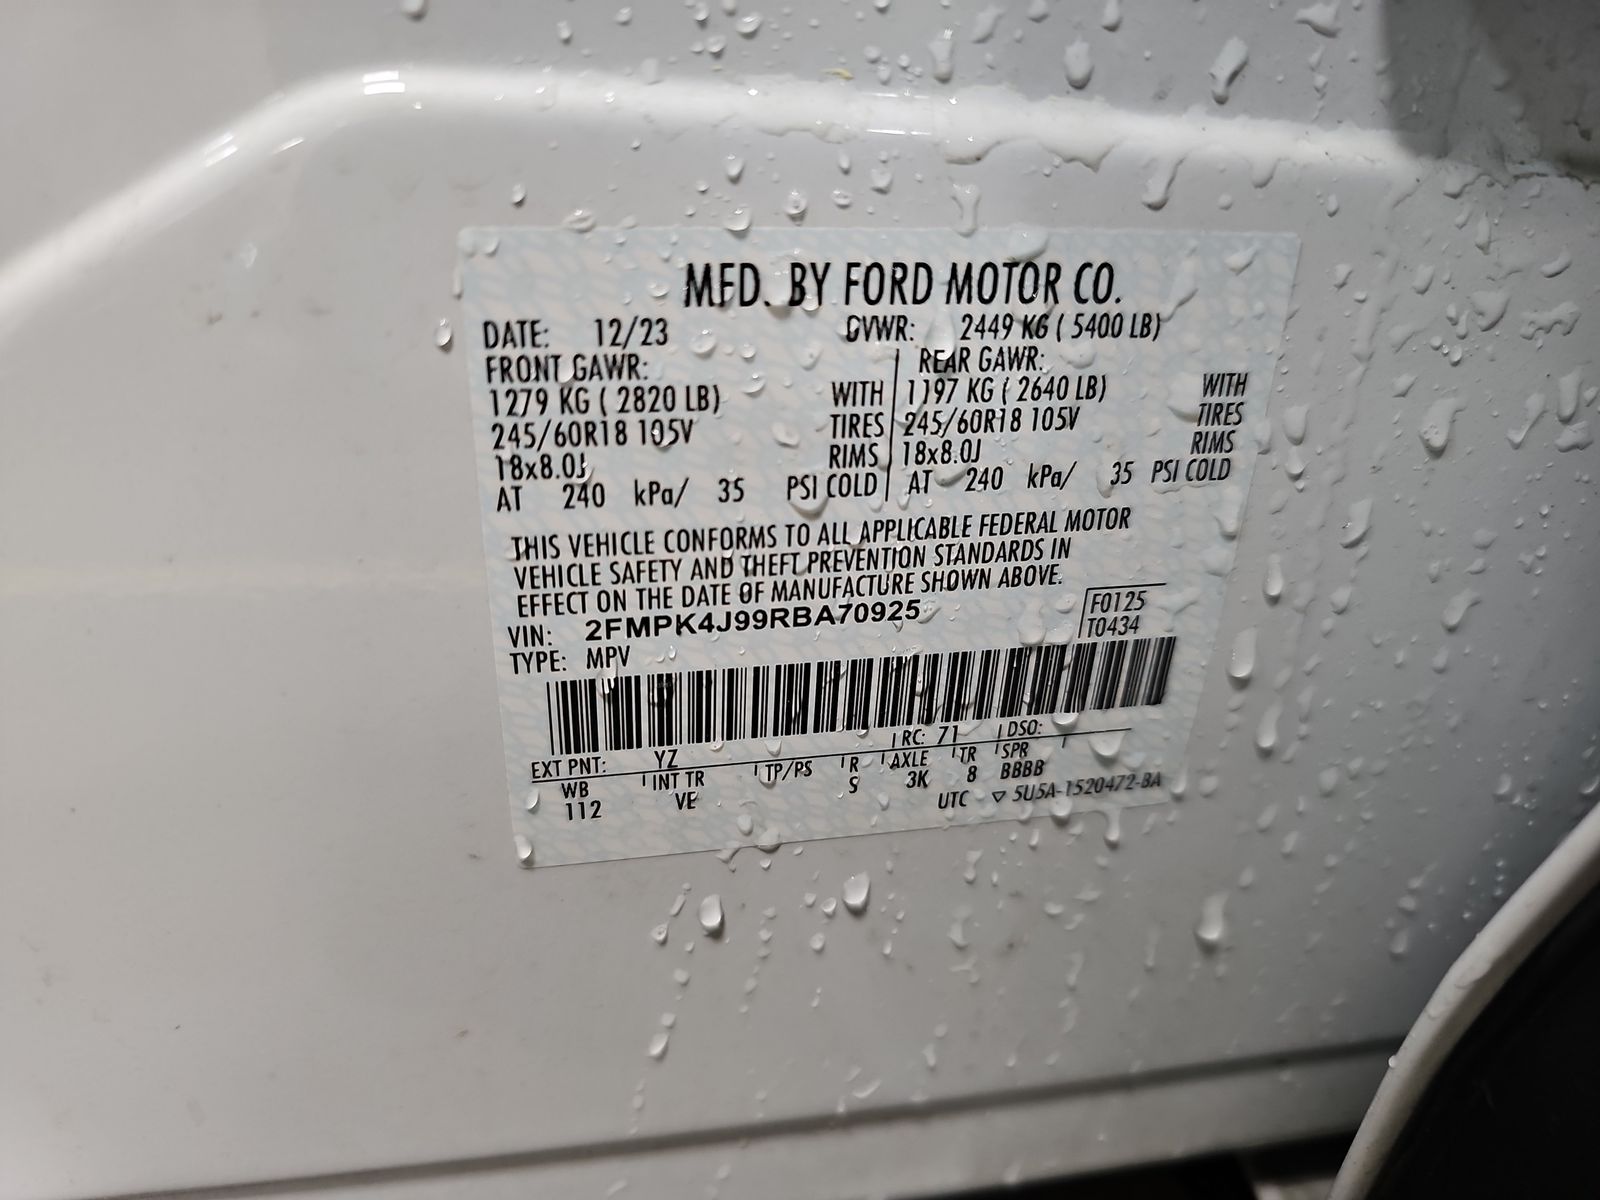 MFD. BY FORD MOTOR CO.
DATE: 12/23 GVWR: 2449 KG ( 5400 LB)
FRONT GAWR: REAR GAWR:
1279 KG ( 2820 LB) WITH 1197 KG ( 2640 LB) WITH
245/60R18 105V TIRES 245/60R18 105V TIRES
18x8.0J RIMS 18x8.0J RIMS
AT 240 kPa/ 35 PSI COLD AT 240 kPa/ 35 PSI COLD
THIS VEHICLE CONFORMS TO ALL APPLICABLE FEDERAL MOTOR
VEHICLE SAFETY AND THEFT PREVENTION STANDARDS IN
EFFECT ON THE DATE OF MANUFACTURE SHOWN ABOVE.
VIN: 2FMPK4J99RBA70925 F0125
TYPE: MPV T0434
EXT PNT: YZ RC: 71 DSO:
WB INT TR TP/PS R AXLE TR SPR
112 VE S 3K 8 BBBB
UTC ▽ 5U5A-1520472-BA